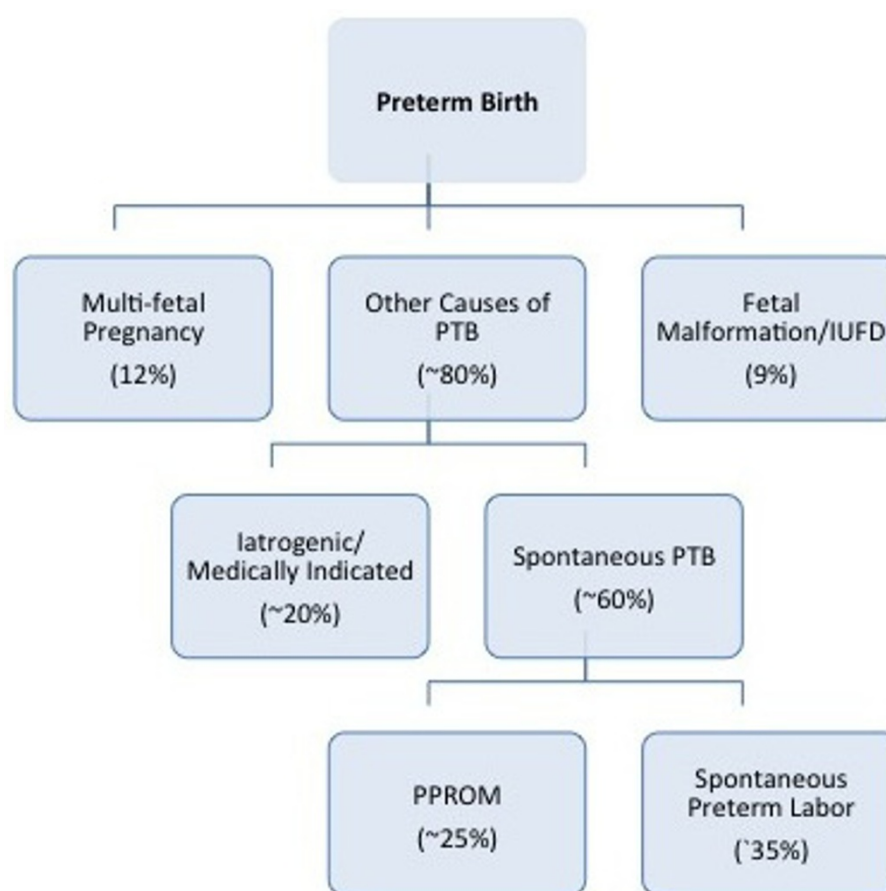 Preterm Birth
Multi-fetal
Pregnancy
(12%)
Other Causes of
PTB
(~80%)
Fetal
Malformation/IUFD
(9%)
Iatrogenic/
Medically Indicated
(~20%)
Spontaneous PTB
(~60%)
PPROM
(~25%)
Spontaneous
Preterm Labor
(`35%)